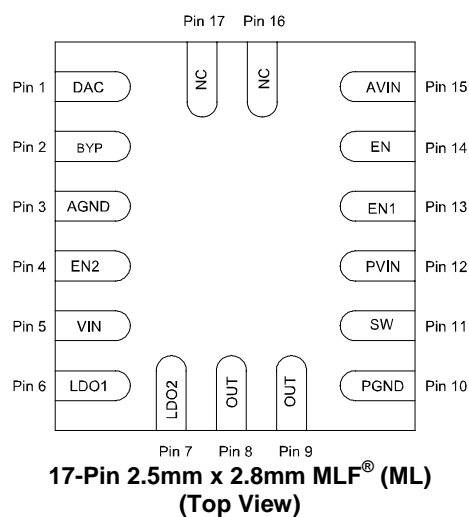 Pin 17 Pin 16
NC NC
Pin 1 DAC AVIN Pin 15
Pin 2 BYP EN Pin 14
Pin 3 AGND EN1 Pin 13
Pin 4 EN2 PVIN Pin 12
Pin 5 VIN SW Pin 11
Pin 6 LDO1 LDO2 OUT OUT PGND Pin 10
Pin 7 Pin 8 Pin 9
17-Pin 2.5mm x 2.8mm MLF® (ML)
(Top View)